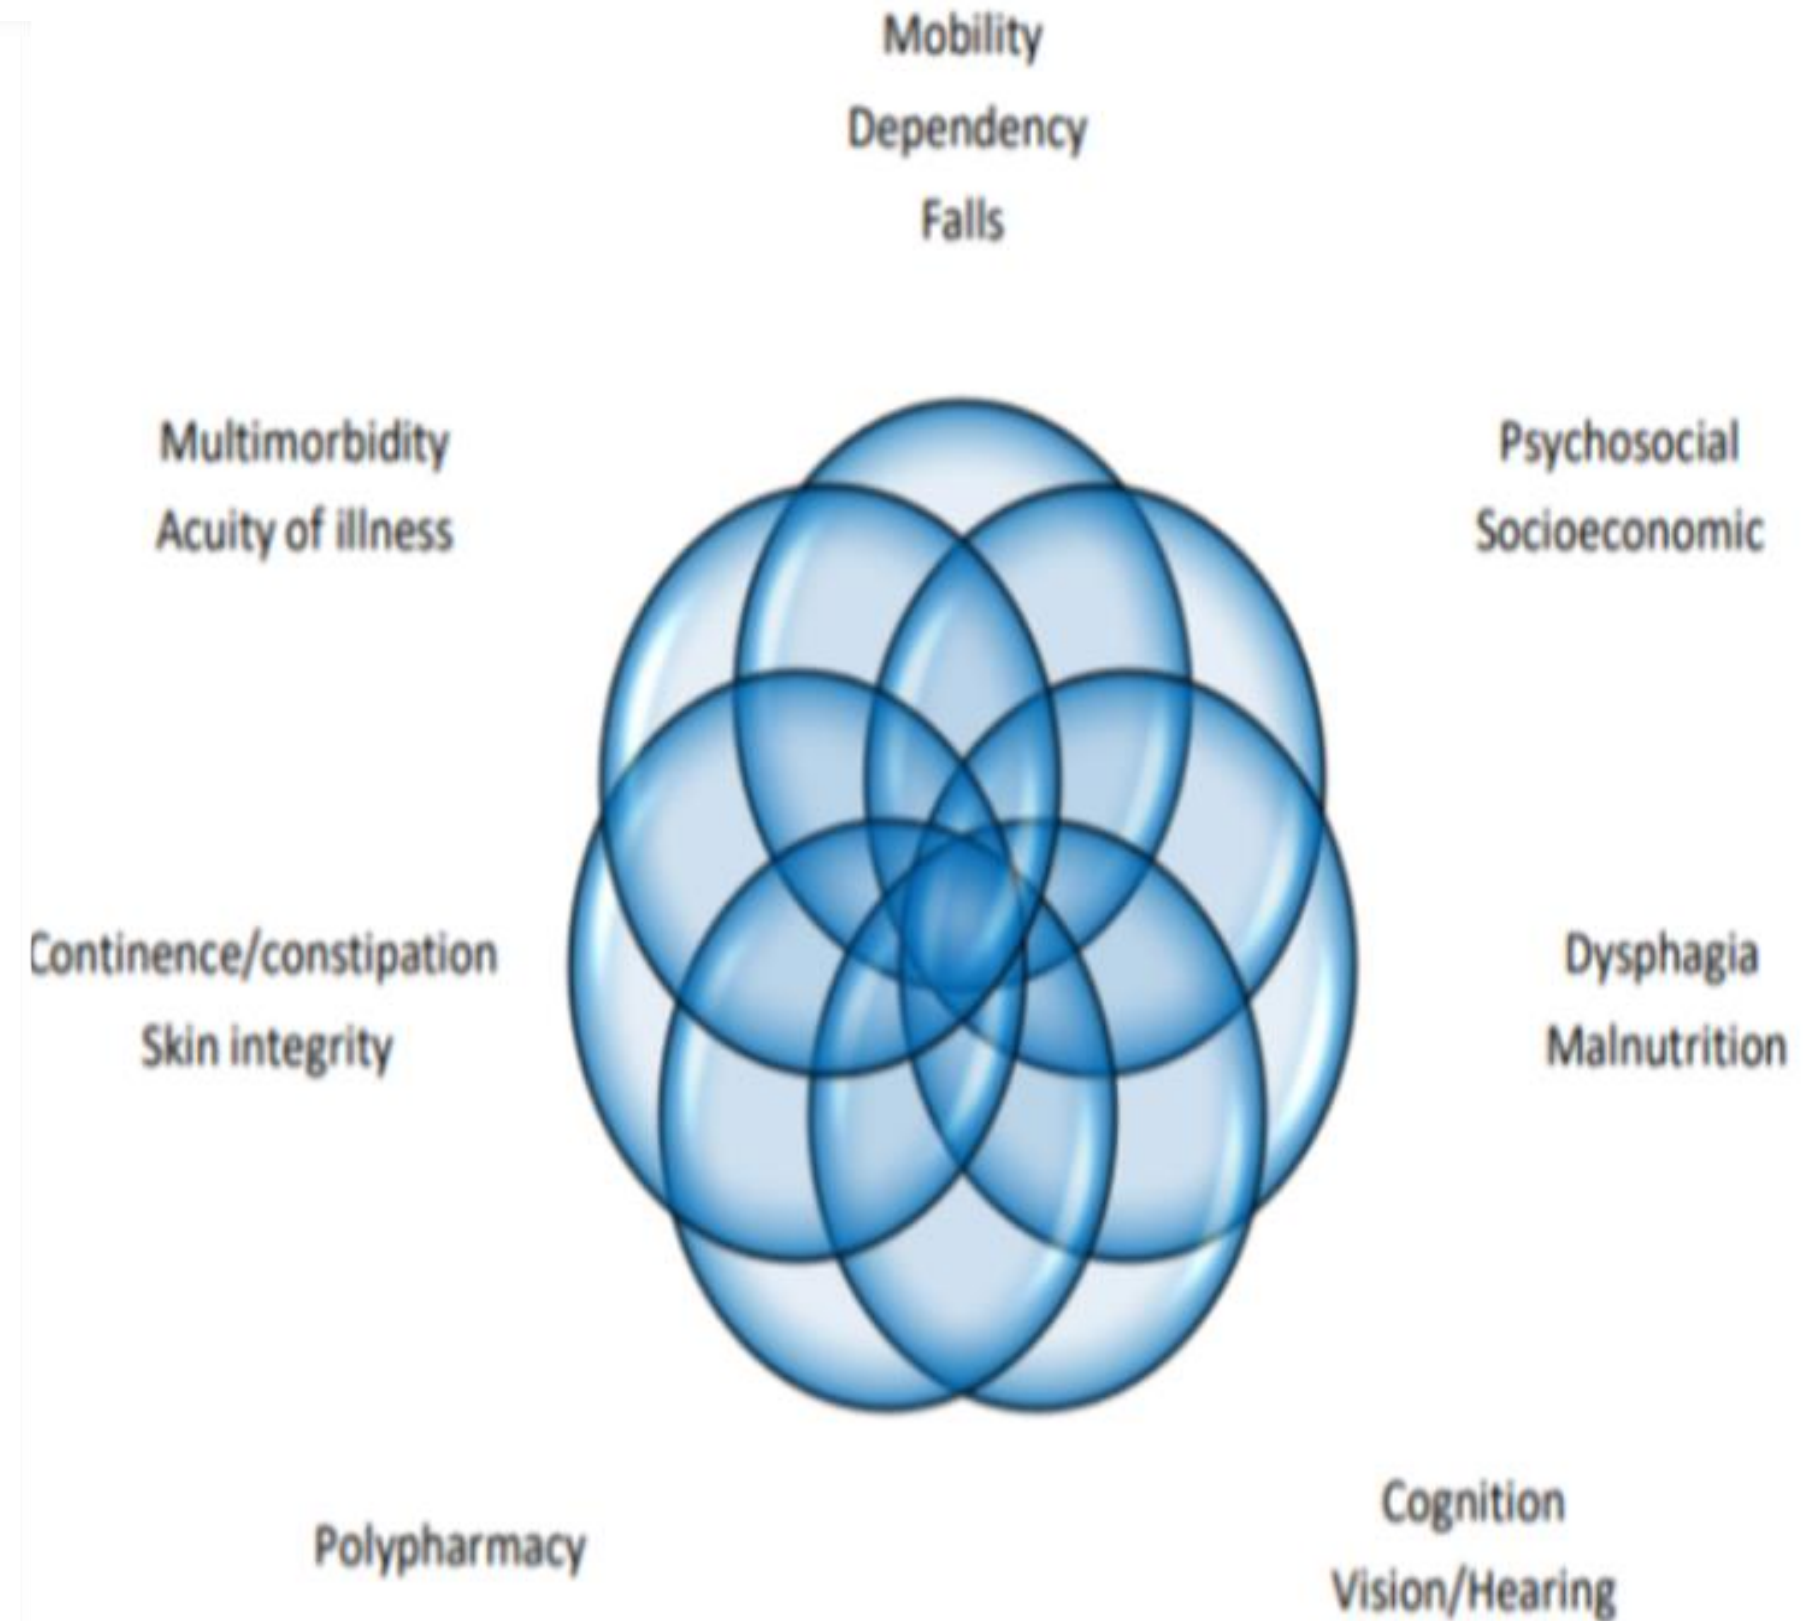 Mobility
Dependency
Falls
Multimorbidity
Acuity of illness
Psychosocial
Socioeconomic
Continence/constipation
Skin integrity
Dysphagia
Malnutrition
Polypharmacy
Cognition
Vision/Hearing